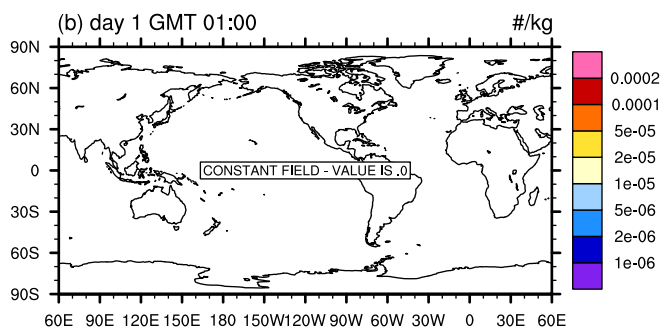 (b) day 1 GMT 01:00 #/kg
90N
60N
30N
0
30S
60S
90S
CONSTANT FIELD - VALUE IS .0
60E 90E 120E 150E 180 150W 120W 90W 60W 30W 0 30E 60E
0.0002
0.0001
5e-05
2e-05
1e-05
5e-06
2e-06
1e-06